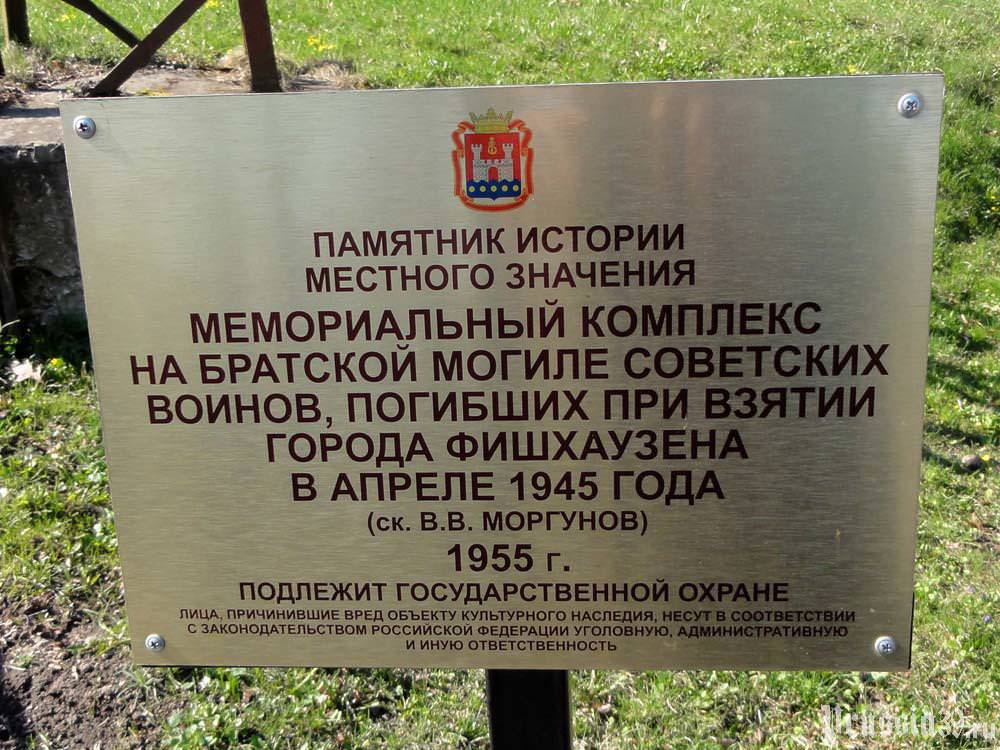 ПАМЯТНИК ИСТОРИИ
МЕСТНОГО ЗНАЧЕНИЯ
МЕМОРИАЛЬНЫЙ КОМПЛЕКС
НА БРАТСКОЙ МОГИЛЕ СОВЕТСКИХ
ВОИНОВ, ПОГИБШИХ ПРИ ВЗЯТИИ
ГОРОДА ФИШХАУЗЕНА
В АПРЕЛЕ 1945 ГОДА
(ск. В.В. МОРГУНОВ)
1955 г.
ПОДЛЕЖИТ ГОСУДАРСТВЕННОЙ ОХРАНЕ
ЛИЦА, ПРИЧИНИВШИЕ ВРЕД ОБЪЕКТУ КУЛЬТУРНОГО НАСЛЕДИЯ, НЕСУТ В СООТВЕТСТВИИ
С ЗАКОНОДАТЕЛЬСТВОМ РОССИЙСКОЙ ФЕДЕРАЦИИ УГОЛОВНУЮ, АДМИНИСТРАТИВНУЮ
И ИНУЮ ОТВЕТСТВЕННОСТЬ